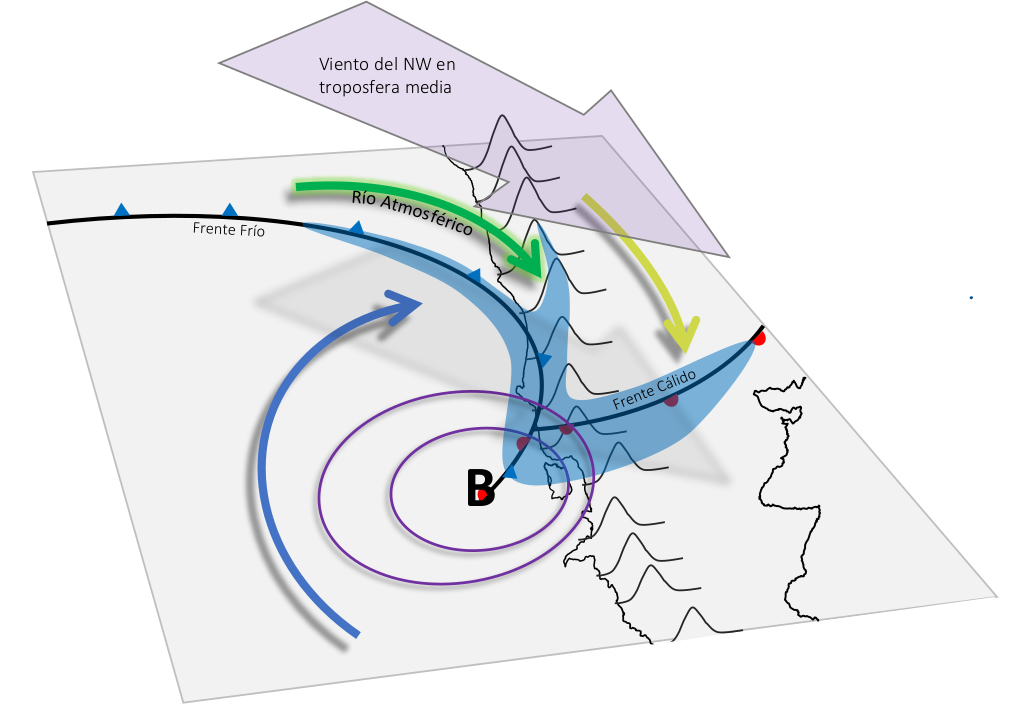 Viento del NW en
troposfera media
Río Atmosférico
Frente Frío
Frente Cálido
B